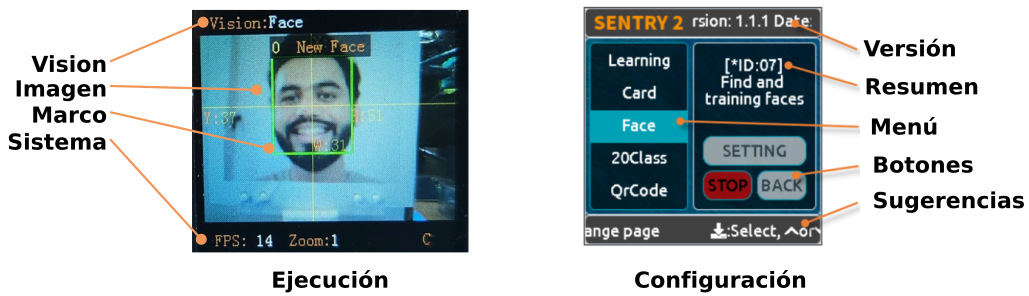 Vision
Imagen
Marco
Sistema
Vision:Face
0 New Face
Y:37
W:31
FPS: 14 Zoom:1 C
Ejecución
SENTRY 2 rsion: 1.1.1 Date:
Learning
Card
Face
20Class
QrCode
[*ID:07]
Find and
training faces
SETTING
STOP BACK
ange page :Select, or
Versión
Resumen
Menú
Botones
Sugerencias
Configuración